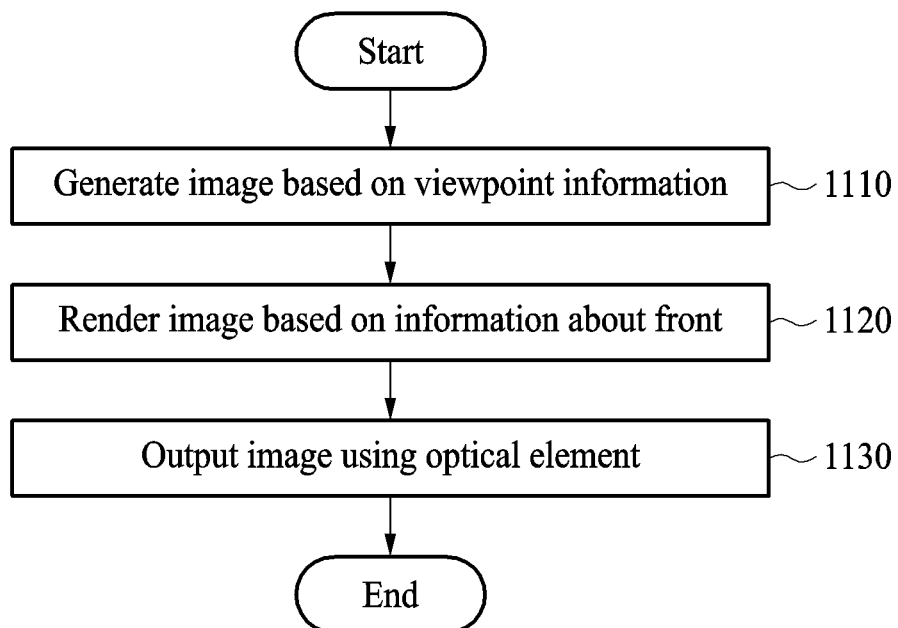 Start
Generate image based on viewpoint information
1110
Render image based on information about front
1120
Output image using optical element
1130
End